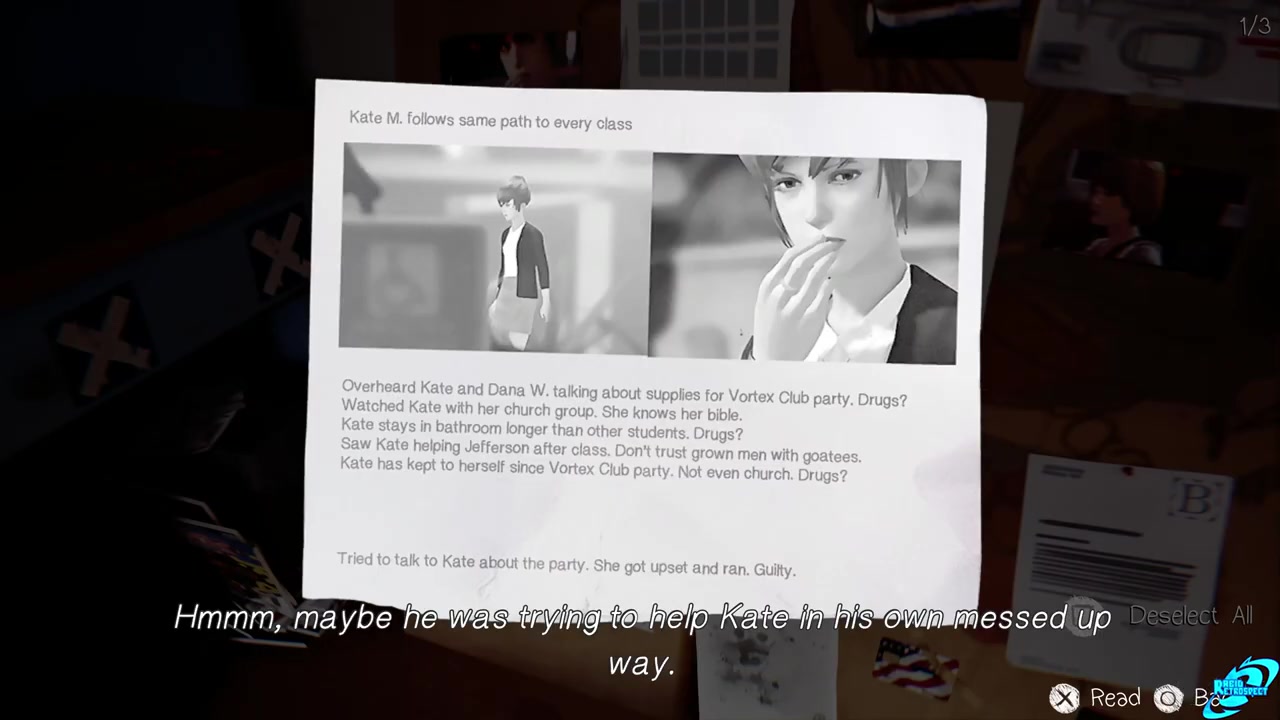 1/3
Kate M. follows same path to every class
Overheard Kate and Dana W. talking about supplies for Vortex Club party. Drugs?
Watched Kate with her church group. She knows her bible.
Kate stays in bathroom longer than other students. Drugs?
Saw Kate helping Jefferson after class. Don't trust grown men with goatees.
Kate has kept to herself since Vortex Club party. Not even church. Drugs?
B
Tried to talk to Kate about the party. She got upset and ran. Guilty.
Hmmm, maybe he was trying to help Kate in his own messed up
way.
Deselect All
Read
DROID
RETROSPECT